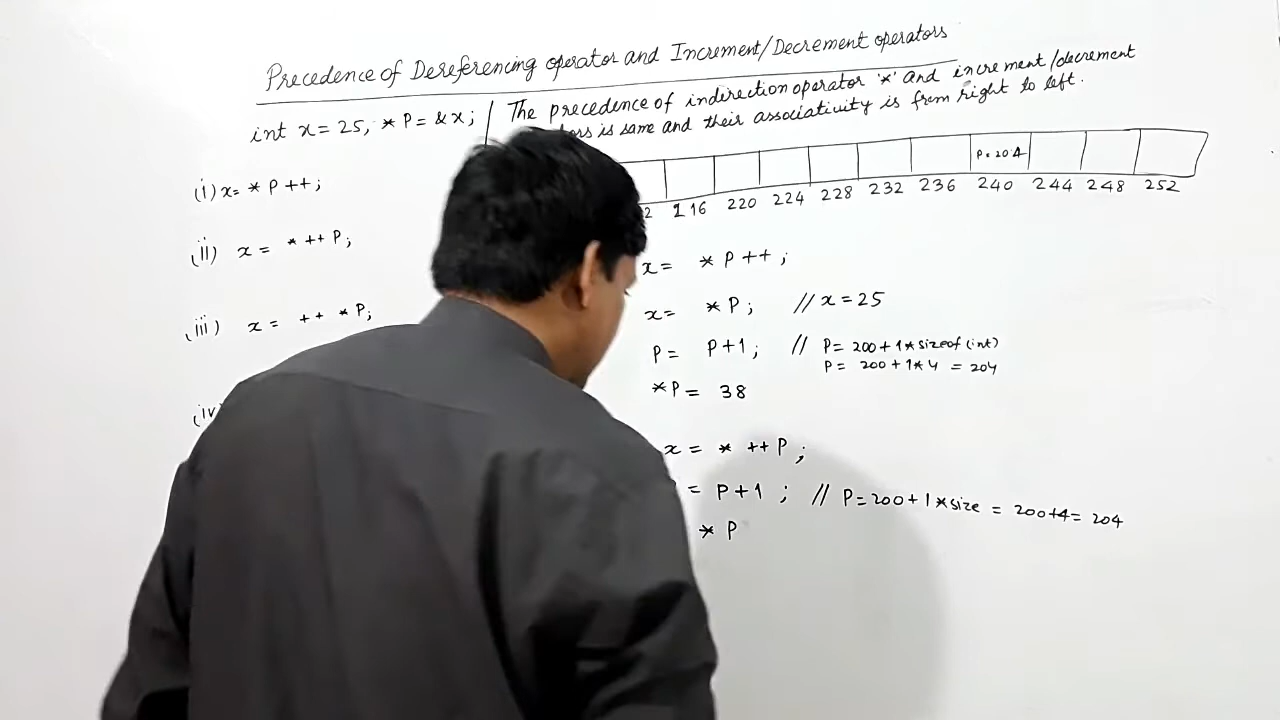 Precedence of Dereferencing operator and Increment/Decrement operators
int x = 25, *P = &x;
The precedence of indirection operator '*' and increment/decrement
is same and their associativity is from right to left.
P = 204
216 220 224 228 232 236 240 244 248 252
(i) x = *P++;
(ii) x = *++P;
(iii) x = ++*P;
(iv
x = *P++;
x = *P; // x = 25
P = P+1; // P = 200+1*sizeof(int)
P = 200+1*4 = 204
*P = 38
x = *++P;
= P+1; // P=200+1*size = 200+4= 204
*P